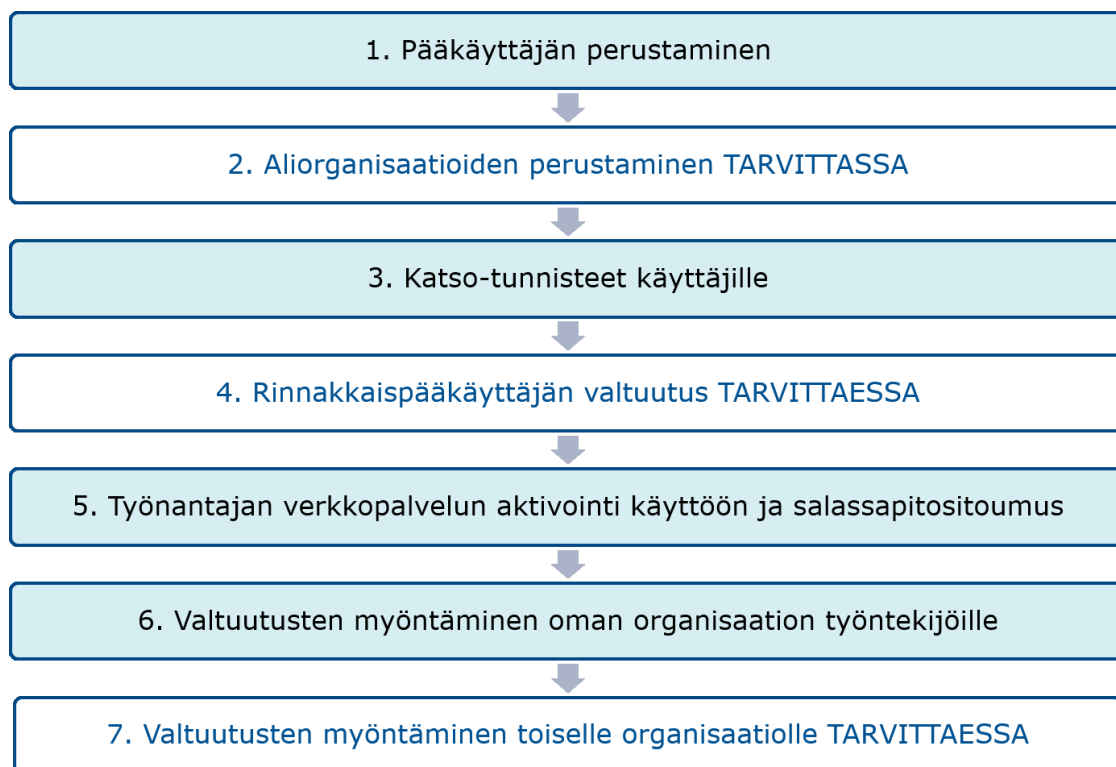 1. Pääkäyttäjän perustaminen
2. Aliorganisaatioiden perustaminen TARVITTASSA
3. Katso-tunnisteet käyttäjille
4. Rinnakkaispääkäyttäjän valtuutus TARVITTAESSA
5. Työnantajan verkkopalvelun aktivointi käyttöön ja salassapitositoumus
6. Valtuutusten myöntäminen oman organisaation työntekijöille
7. Valtuutusten myöntäminen toiselle organisaatiolle TARVITTAESSA